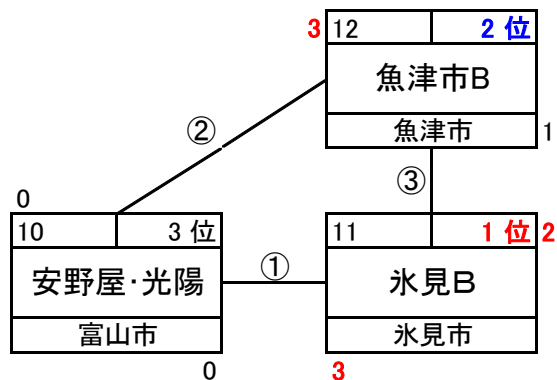 3 12 2 位
魚津市B
魚津市 1
②
③
0
10 3 位
安野屋・光陽
富山市
0
①
11 1 位 2
氷見B
氷見市
3